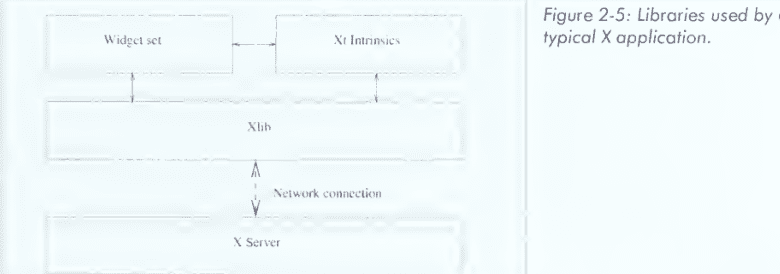 Figure 2-5: Libraries used by
typical X application.
Widget set
Xt Intrinsics
Xlib
Network connection
X Server